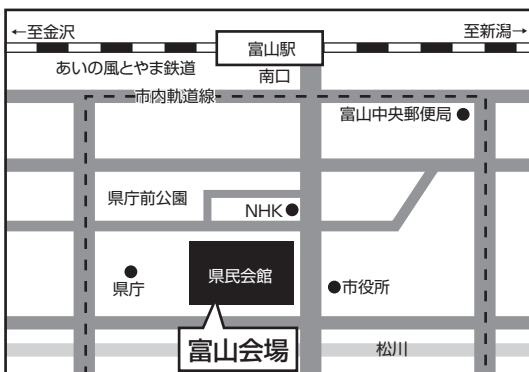 ←至金沢
至新潟→
富山駅
あいの風とやま鉄道
南口
市内軌道線
富山中央郵便局
県庁前公園
NHK
県民会館
県庁
市役所
富山会場
松川